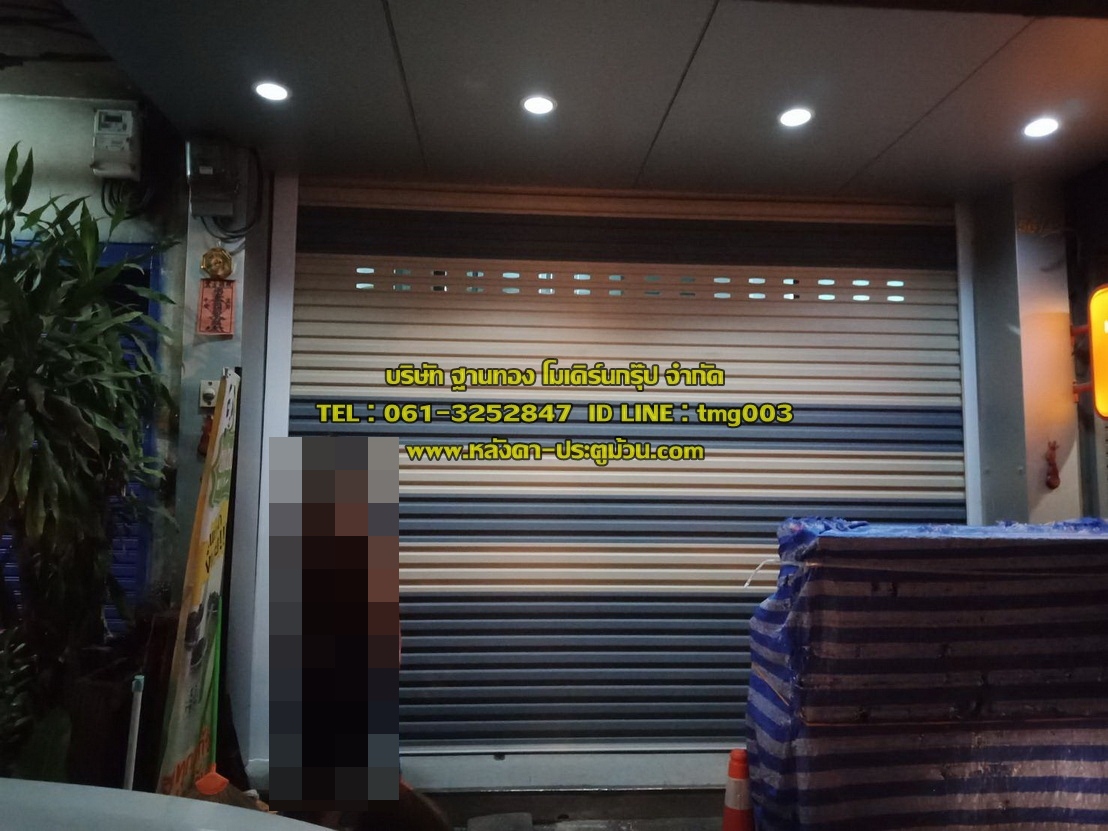 บริษัท ฐานทอง โมเดิร์นกรุ๊ป จำกัด
TEL : 061-3252847 ID LINE : tmg003
www.หลังคา-ประตูม้วน.com